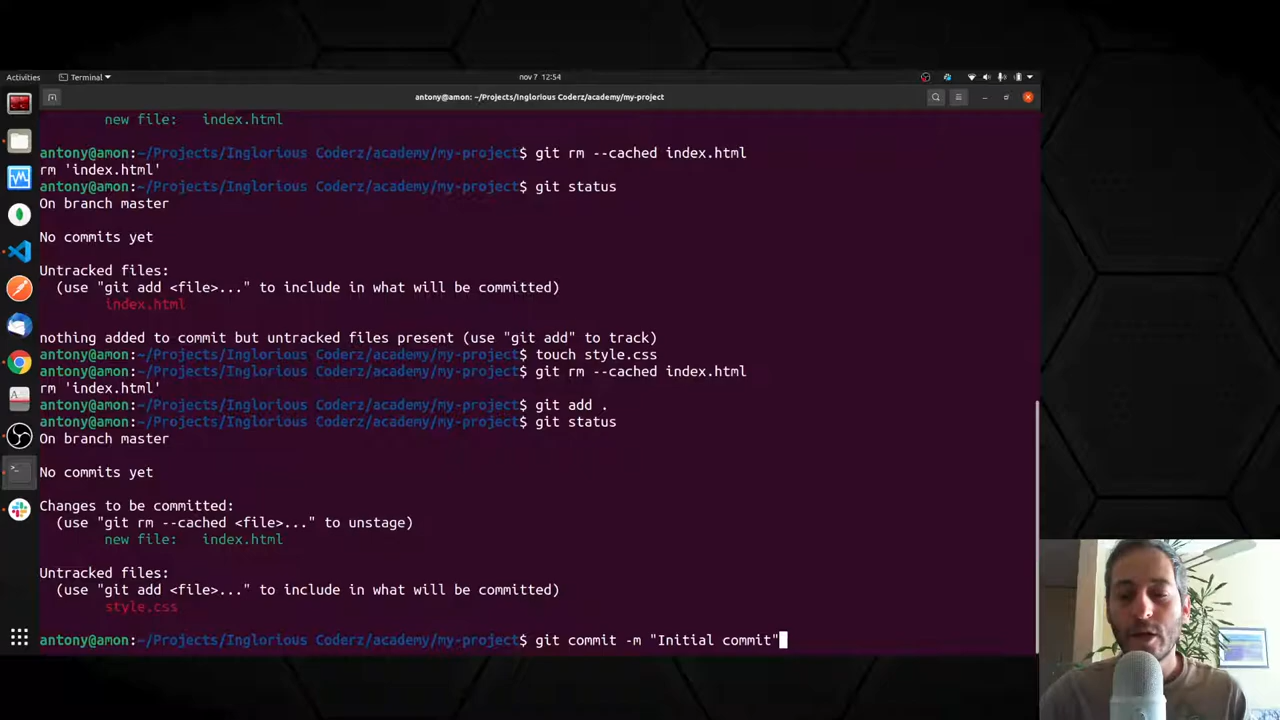 Activities
Terminal
nov 7 12:54
antony@amon: ~/Projects/Inglorious Coderz/academy/my-project
new file:   index.html
antony@amon:~/Projects/Inglorious Coderz/academy/my-project$ git rm --cached index.html
rm 'index.html'
antony@amon:~/Projects/Inglorious Coderz/academy/my-project$ git status
On branch master
No commits yet
Untracked files:
(use "git add <file>..." to include in what will be committed)
index.html
nothing added to commit but untracked files present (use "git add" to track)
antony@amon:~/Projects/Inglorious Coderz/academy/my-project$ touch style.css
antony@amon:~/Projects/Inglorious Coderz/academy/my-project$ git rm --cached index.html
rm 'index.html'
antony@amon:~/Projects/Inglorious Coderz/academy/my-project$ git add .
antony@amon:~/Projects/Inglorious Coderz/academy/my-project$ git status
On branch master
No commits yet
Changes to be committed:
(use "git rm --cached <file>..." to unstage)
new file:   index.html
Untracked files:
(use "git add <file>..." to include in what will be committed)
style.css
antony@amon:~/Projects/Inglorious Coderz/academy/my-project$ git commit -m "Initial commit"